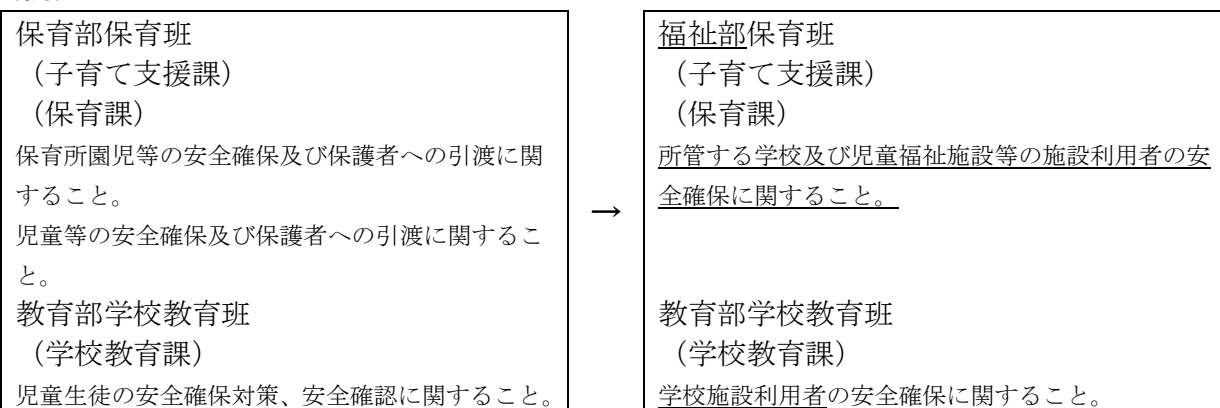 保育部保育班
（子育て支援課）
（保育課）
保育所園児等の安全確保及び保護者への引渡に関
すること。
児童等の安全確保及び保護者への引渡に関するこ
と。
教育部学校教育班
（学校教育課）
児童生徒の安全確保対策、安全確認に関すること。
→
福祉部保育班
（子育て支援課）
（保育課）
所管する学校及び児童福祉施設等の施設利用者の安
全確保に関すること。
教育部学校教育班
（学校教育課）
学校施設利用者の安全確保に関すること。